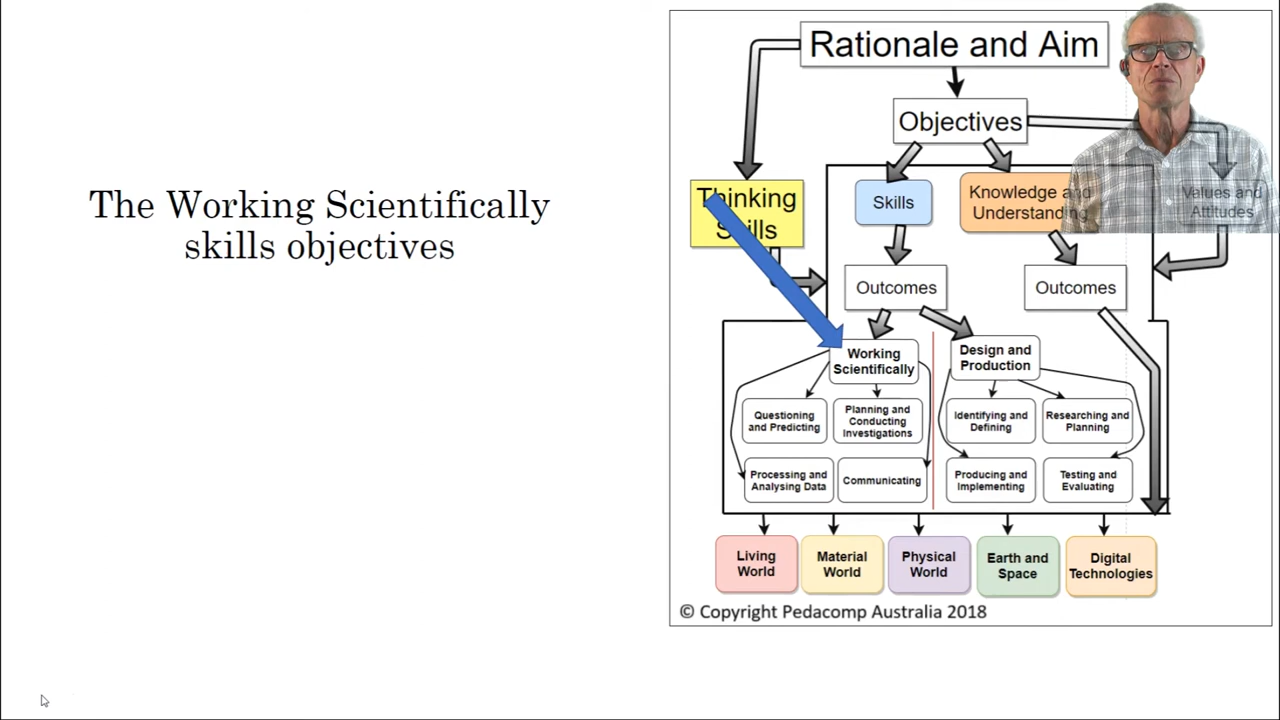 The Working Scientifically
skills objectives
Rationale and Aim
Objectives
Thinking
Skills
Skills
Knowledge and
Understanding
Values and
Attitudes
Outcomes
Outcomes
Working
Scientifically
Design and
Production
Questioning
and Predicting
Planning and
Conducting
Investigations
Identifying and
Defining
Researching and
Planning
Processing and
Analysing Data
Communicating
Producing and
Implementing
Testing and
Evaluating
Living
World
Material
World
Physical
World
Earth and
Space
Digital
Technologies
© Copyright Pedacomp Australia 2018